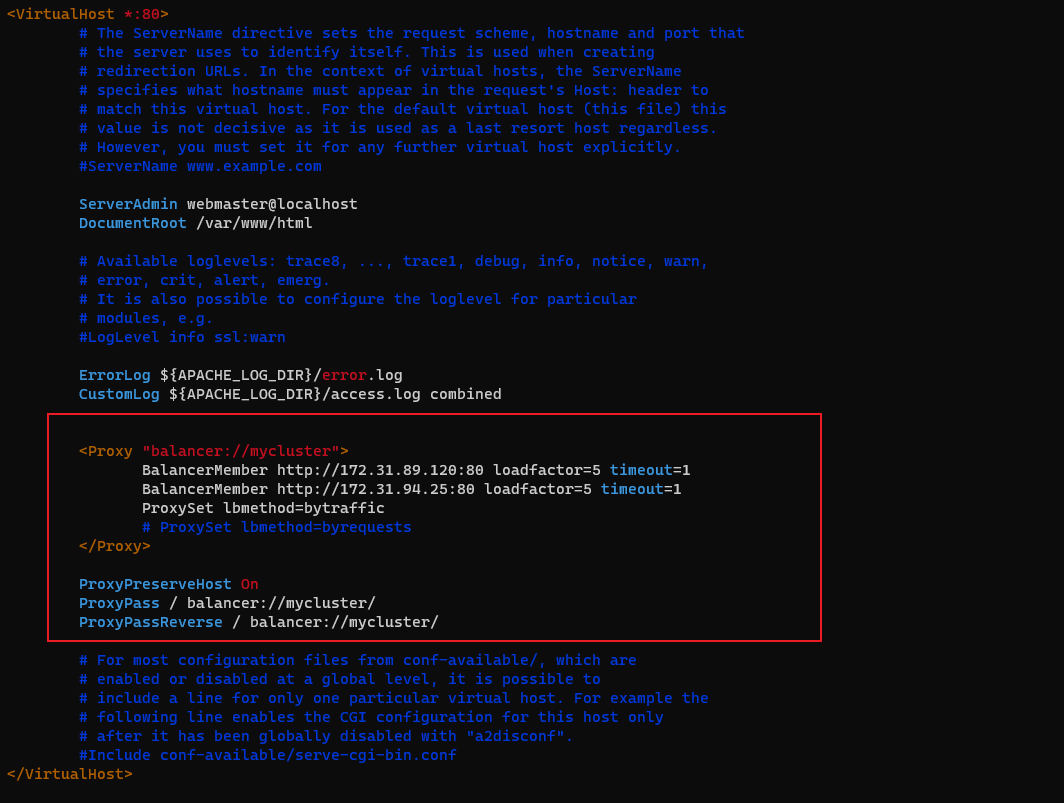 <VirtualHost *:80>
# The ServerName directive sets the request scheme, hostname and port that
# the server uses to identify itself. This is used when creating
# redirection URLs. In the context of virtual hosts, the ServerName
# specifies what hostname must appear in the request's Host: header to
# match this virtual host. For the default virtual host (this file) this
# value is not decisive as it is used as a last resort host regardless.
# However, you must set it for any further virtual host explicitly.
#ServerName www.example.com
ServerAdmin webmaster@localhost
DocumentRoot /var/www/html
# Available loglevels: trace8, ..., trace1, debug, info, notice, warn,
# error, crit, alert, emerg.
# It is also possible to configure the loglevel for particular
# modules, e.g.
#LogLevel info ssl:warn
ErrorLog ${APACHE_LOG_DIR}/error.log
CustomLog ${APACHE_LOG_DIR}/access.log combined
<Proxy "balancer://mycluster">
BalancerMember http://172.31.89.120:80 loadfactor=5 timeout=1
BalancerMember http://172.31.94.25:80 loadfactor=5 timeout=1
ProxySet lbmethod=bytraffic
# ProxySet lbmethod=byrequests
</Proxy>
ProxyPreserveHost On
ProxyPass / balancer://mycluster/
ProxyPassReverse / balancer://mycluster/
# For most configuration files from conf-available/, which are
# enabled or disabled at a global level, it is possible to
# include a line for only one particular virtual host. For example the
# following line enables the CGI configuration for this host only
# after it has been globally disabled with "a2disconf".
#Include conf-available/serve-cgi-bin.conf
</VirtualHost>